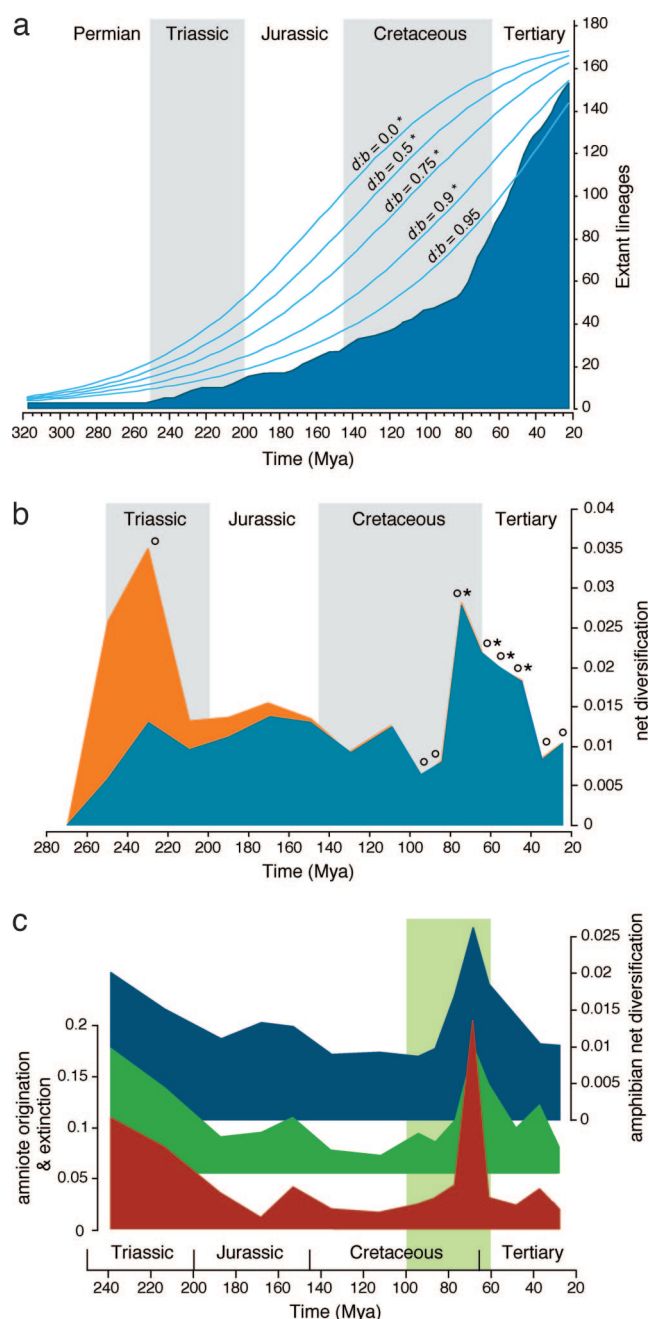 a
Permian Triassic Jurassic Cretaceous Tertiary
180
160
140
120
100
80
60
40
20
0
Extant lineages
d:b = 0.0 *
d:b = 0.5 *
d:b = 0.75 *
d:b = 0.9 *
d:b = 0.95
320 300 280 260 240 220 200 180 160 140 120 100 80 60 40 20
Time (Mya)
b
Triassic Jurassic Cretaceous Tertiary
0.04
0.035
0.03
0.025
0.02
0.015
0.01
0.005
0
net diversification
*
*
*
*
280 260 240 220 200 180 160 140 120 100 80 60 40 20
Time (Mya)
c
0.025
0.02
0.015
0.01
0.005
0
amphibian net diversification
0.2
0.15
0.1
0.05
0
amniote origination
& extinction
Triassic Jurassic Cretaceous Tertiary
240 220 200 180 160 140 120 100 80 60 40 20
Time (Mya)